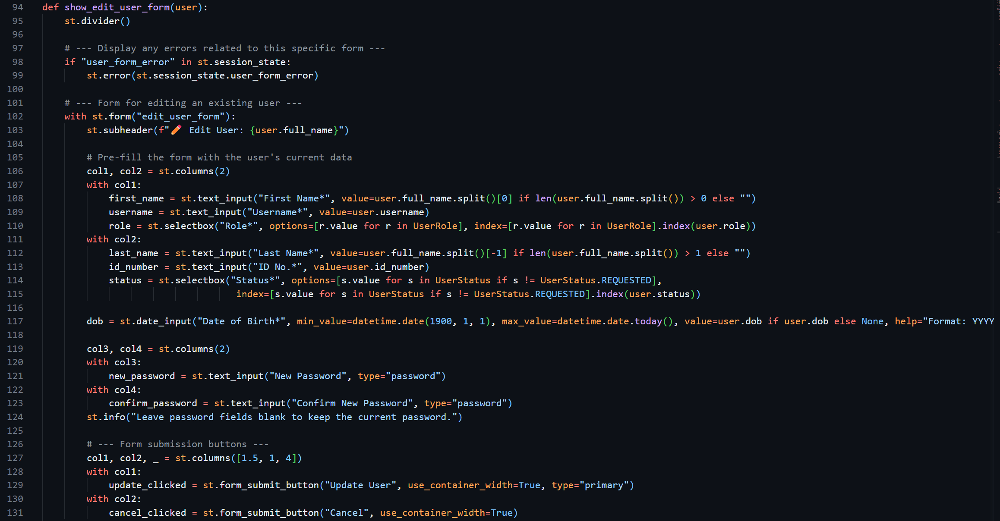 94 def show_edit_user_form(user):
95     st.divider()
96
97     # --- Display any errors related to this specific form ---
98     if "user_form_error" in st.session_state:
99         st.error(st.session_state.user_form_error)
100
101     # --- Form for editing an existing user ---
102     with st.form("edit_user_form"):
103         st.subheader(f"✏️ Edit User: {user.full_name}")
104
105         # Pre-fill the form with the user's current data
106         col1, col2 = st.columns(2)
107         with col1:
108             first_name = st.text_input("First Name*", value=user.full_name.split()[0] if len(user.full_name.split()) > 0 else "")
109             username = st.text_input("Username*", value=user.username)
110             role = st.selectbox("Role*", options=[r.value for r in UserRole], index=[r.value for r in UserRole].index(user.role))
111         with col2:
112             last_name = st.text_input("Last Name*", value=user.full_name.split()[-1] if len(user.full_name.split()) > 1 else "")
113             id_number = st.text_input("ID No.*", value=user.id_number)
114             status = st.selectbox("Status*", options=[s.value for s in UserStatus if s != UserStatus.REQUESTED],
115                                    index=[s.value for s in UserStatus if s != UserStatus.REQUESTED].index(user.status))
116
117         dob = st.date_input("Date of Birth*", min_value=datetime.date(1900, 1, 1), max_value=datetime.date.today(), value=user.dob if user.dob else None, help="Format: YYYY
118
119         col3, col4 = st.columns(2)
120         with col3:
121             new_password = st.text_input("New Password", type="password")
122         with col4:
123             confirm_password = st.text_input("Confirm New Password", type="password")
124         st.info("Leave password fields blank to keep the current password.")
125
126         # --- Form submission buttons ---
127         col1, col2, _ = st.columns([1.5, 1, 4])
128         with col1:
129             update_clicked = st.form_submit_button("Update User", use_container_width=True, type="primary")
130         with col2:
131             cancel_clicked = st.form_submit_button("Cancel", use_container_width=True)